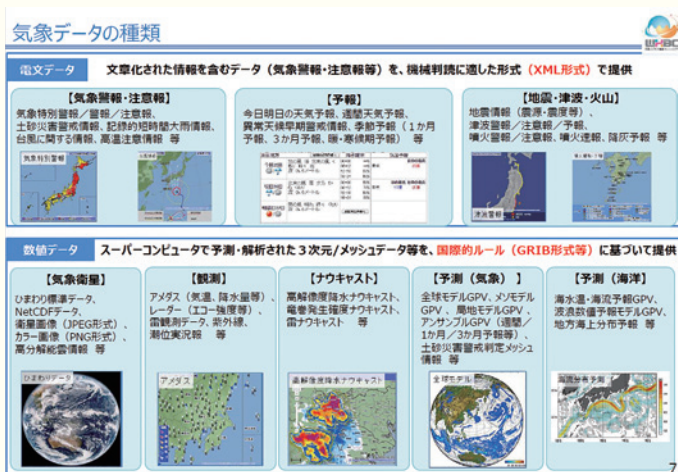 気象データの種類
WXBC
電文データ
文章化された情報を含むデータ（気象警報・注意報等）を、機械判読に適した形式（XML形式）で提供
【気象警報・注意報】
気象特別警報／警報／注意報、
土砂災害警戒情報、記録的短時間大雨情報、
台風に関する情報、高温注意情報 等
気象特別警報
【予報】
今日明日の天気予報、週間天気予報、
異常天候早期警戒情報、季節予報（１か月
予報、３か月予報、暖・寒候期予報）等
【地震・津波・火山】
地震情報（震源・震度等）、
津波警報／注意報／予報、
噴火警報／注意報、噴火速報、降灰予報 等
津波警報
数値データ
スーパーコンピュータで予測・解析された３次元/メッシュデータ等を、国際的ルール（GRIB形式等）に基づいて提供
【気象衛星】
ひまわり標準データ、
NetCDFデータ、
衛星画像（JPEG形式）、
カラー画像（PNG形式）、
高分解能雲情報 等
ひまわりデータ
【観測】
アメダス（気温、降水量等）、
レーダー（エコー強度等）、
雷観測データ、紫外線、
潮位実況報 等
アメダス
【ナウキャスト】
高解像度降水ナウキャスト、
竜巻発生確度ナウキャスト、
雷ナウキャスト 等
高解像度降水ナウキャスト
【予測（気象）】
全球モデルGPV、メソモデル
GPV、局地モデルGPV、
アンサンブルGPV（週間／
1か月／3か月予報等）、
土砂災害警戒判定メッシュ
情報 等
全球モデル
【予測（海洋）】
海水温・海流予報GPV、
波浪数値予報モデルGPV、
地方海上分布予報 等
海流分布予測
7